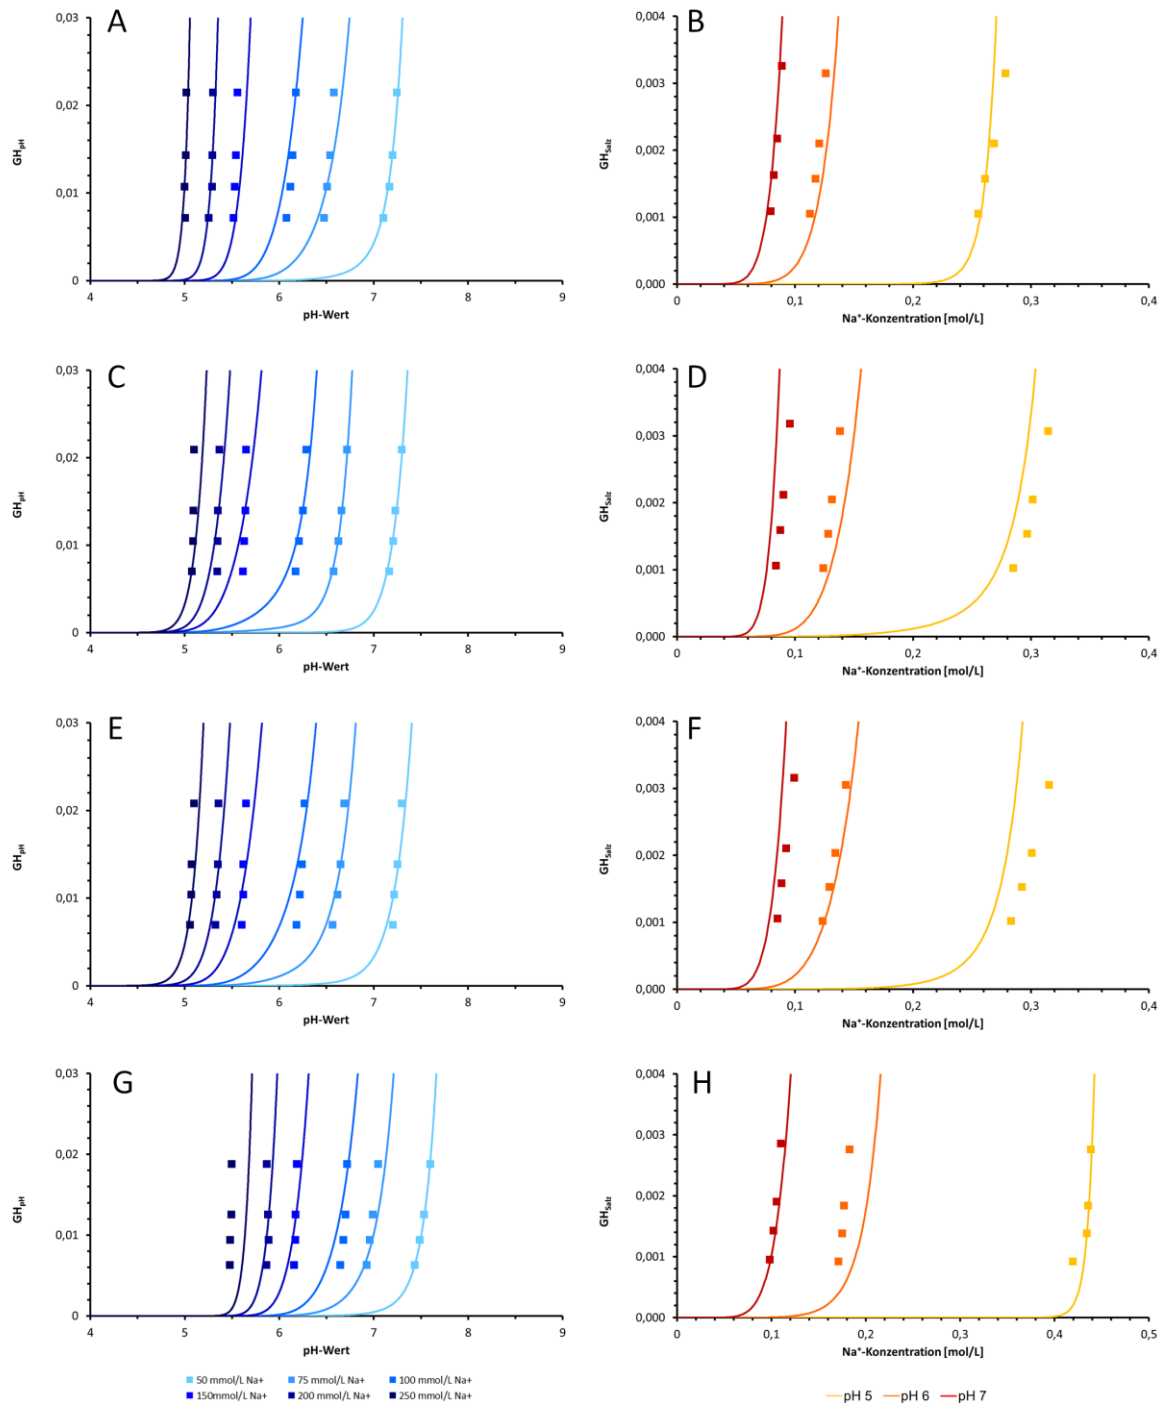 A
0,03
0,02
0,01
0
GH_pH
4 5 6 7 8 9
pH-Wert
B
0,004
0,003
0,002
0,001
0,000
GH_Salz
0 0,1 0,2 0,3 0,4
Na⁺-Konzentration [mol/L]
C
0,03
0,02
0,01
0
GH_pH
4 5 6 7 8 9
pH-Wert
D
0,004
0,003
0,002
0,001
0,000
GH_Salz
0 0,1 0,2 0,3 0,4
Na⁺-Konzentration [mol/L]
E
0,03
0,02
0,01
0
GH_pH
4 5 6 7 8 9
pH-Wert
F
0,004
0,003
0,002
0,001
0,000
GH_Salz
0 0,1 0,2 0,3 0,4
Na⁺-Konzentration [mol/L]
G
0,03
0,02
0,01
0
GH_pH
4 5 6 7 8 9
pH-Wert
H
0,004
0,003
0,002
0,001
0,000
GH_Salz
0 0,1 0,2 0,3 0,4 0,5
Na⁺-Konzentration [mol/L]
50 mmol/L Na+ 75 mmol/L Na+ 100 mmol/L Na+
150mmol/L Na+ 200 mmol/L Na+ 250 mmol/L Na+
pH 5 pH 6 pH 7